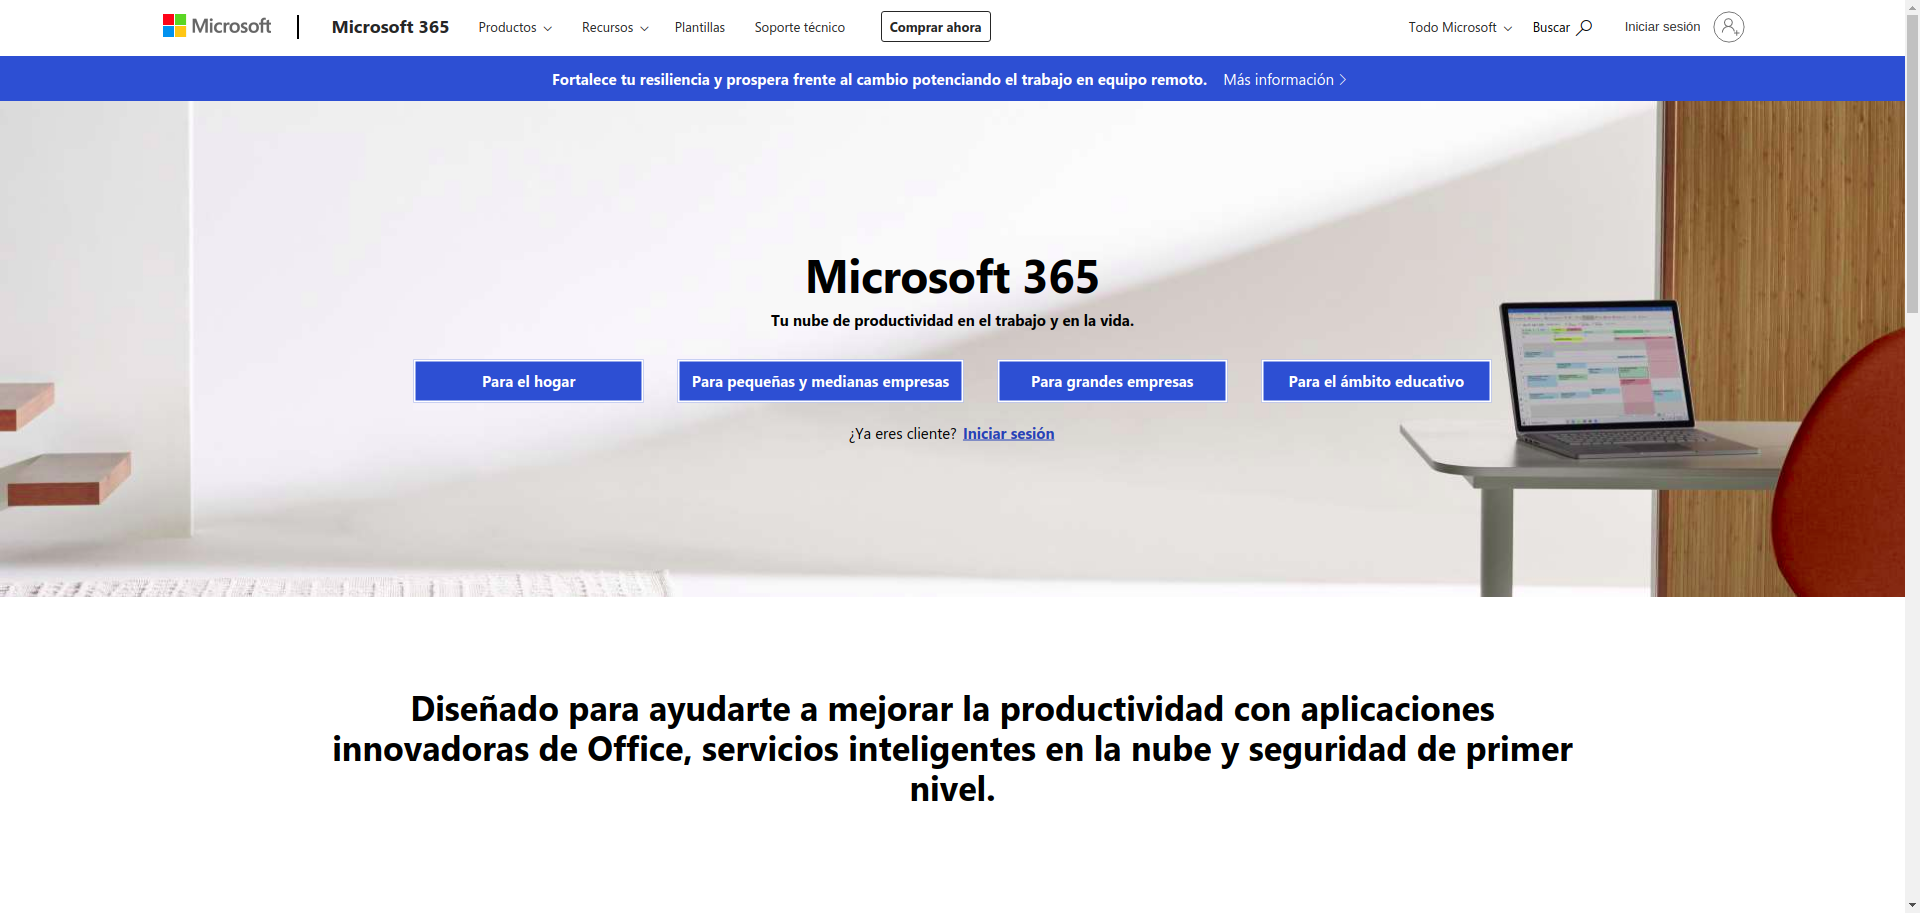 Microsoft
Microsoft 365
Productos
Recursos
Plantillas
Soporte técnico
Comprar ahora
Todo Microsoft
Buscar
Iniciar sesión
Fortalece tu resiliencia y prospera frente al cambio potenciando el trabajo en equipo remoto. Más información
Microsoft 365
Tu nube de productividad en el trabajo y en la vida.
Para el hogar
Para pequeñas y medianas empresas
Para grandes empresas
Para el ámbito educativo
¿Ya eres cliente? Iniciar sesión
Diseñado para ayudarte a mejorar la productividad con aplicaciones
innovadoras de Office, servicios inteligentes en la nube y seguridad de primer
nivel.